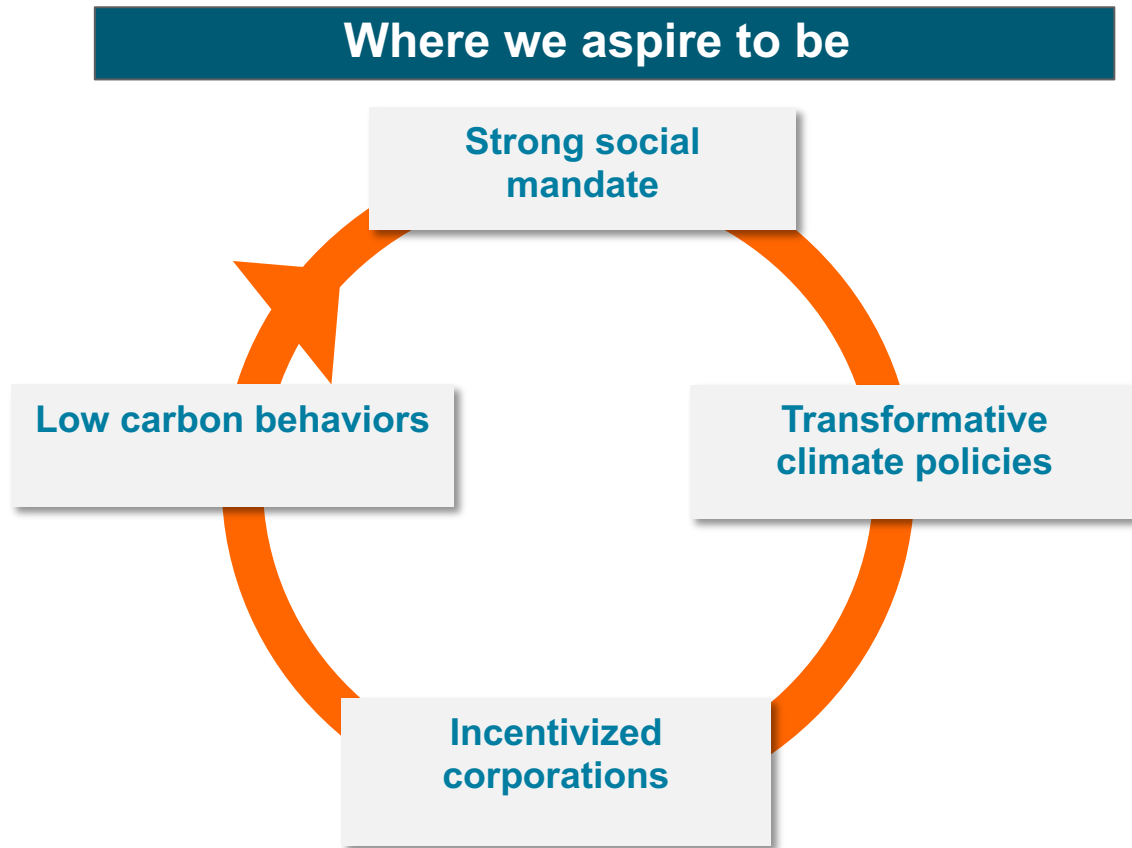 Where we aspire to be
Strong social
mandate
Low carbon behaviors
Transformative
climate policies
Incentivized
corporations